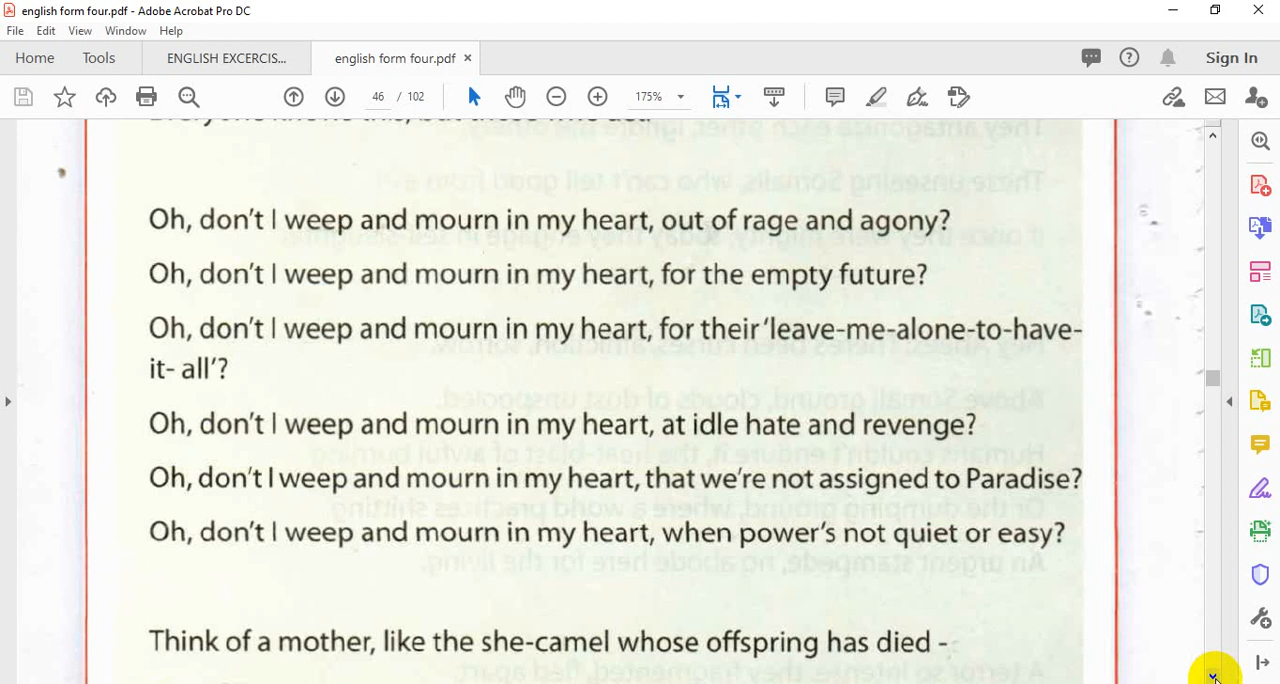 english form four.pdf - Adobe Acrobat Pro DC
File Edit View Window Help
Home Tools ENGLISH EXCERCIS... english form four.pdf ×
46 / 102 175%
Sign In
Oh, don't I weep and mourn in my heart, out of rage and agony?
Oh, don't I weep and mourn in my heart, for the empty future?
Oh, don't I weep and mourn in my heart, for their 'leave-me-alone-to-have-
it- all'?
Oh, don't I weep and mourn in my heart, at idle hate and revenge?
Oh, don't I weep and mourn in my heart, that we're not assigned to Paradise?
Oh, don't I weep and mourn in my heart, when power's not quiet or easy?
Think of a mother, like the she-camel whose offspring has died -